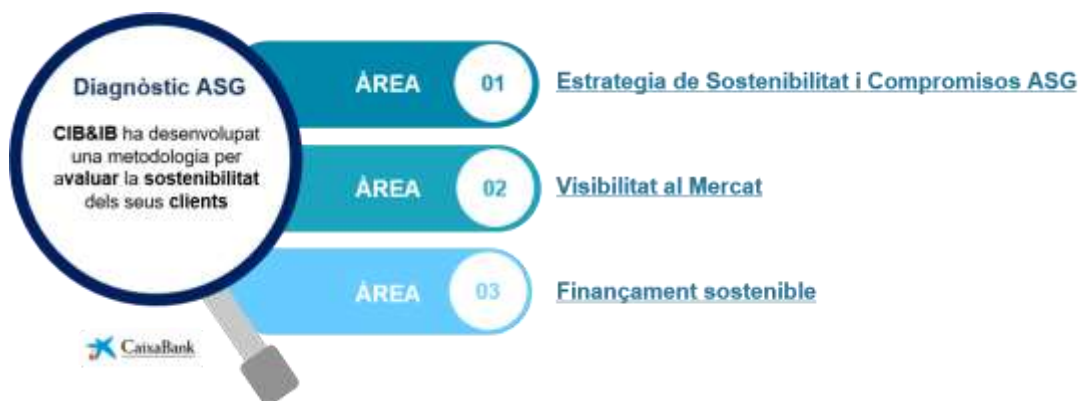 Diagnòstic ASG
CIB&IB ha desenvolupat
una metodologia per
avaluar la sostenibilitat
dels seus clients
ÀREA 01 Estrategia de Sostenibilitat i Compromisos ASG
ÀREA 02 Visibilitat al Mercat
ÀREA 03 Finançament sostenible
CaixaBank